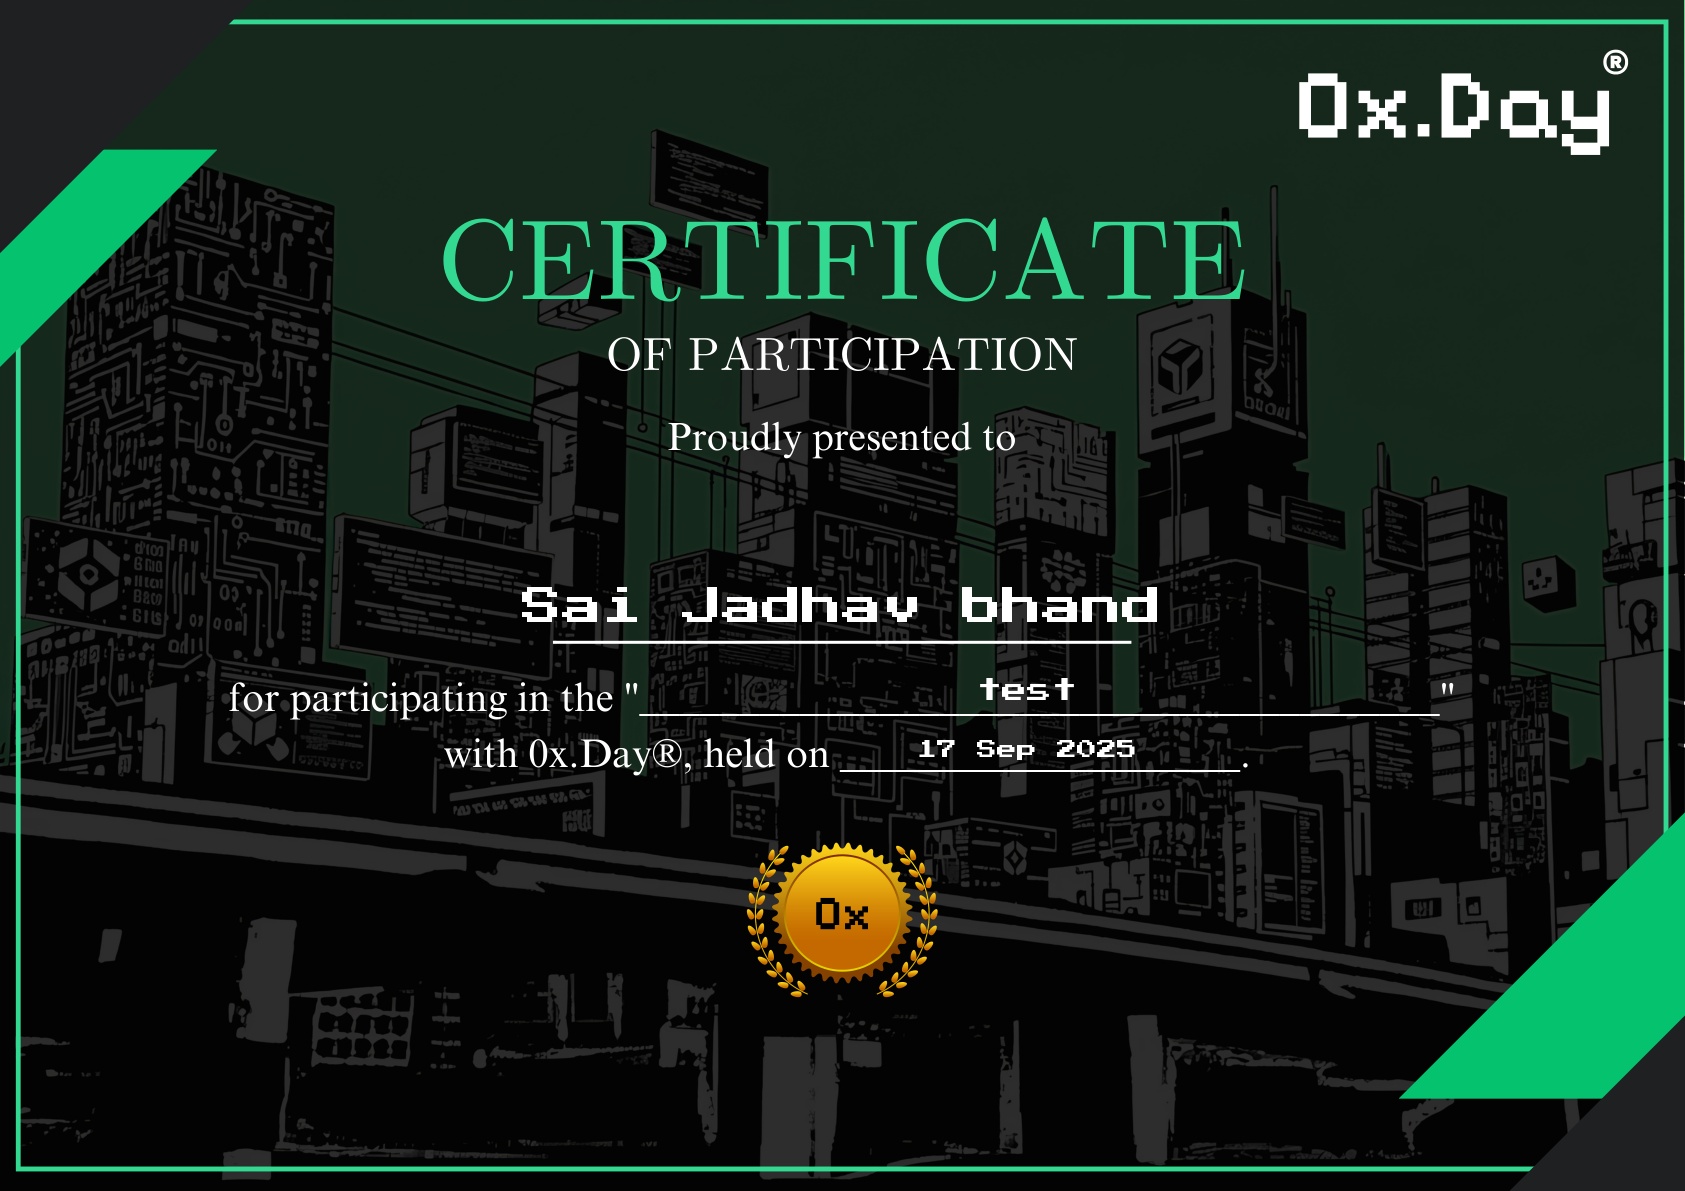 0x.Day®
CERTIFICATE
OF PARTICIPATION
Proudly presented to
Sai Jadhav bhand
for participating in the "test"
with 0x.Day®, held on 17 Sep 2025.
0x